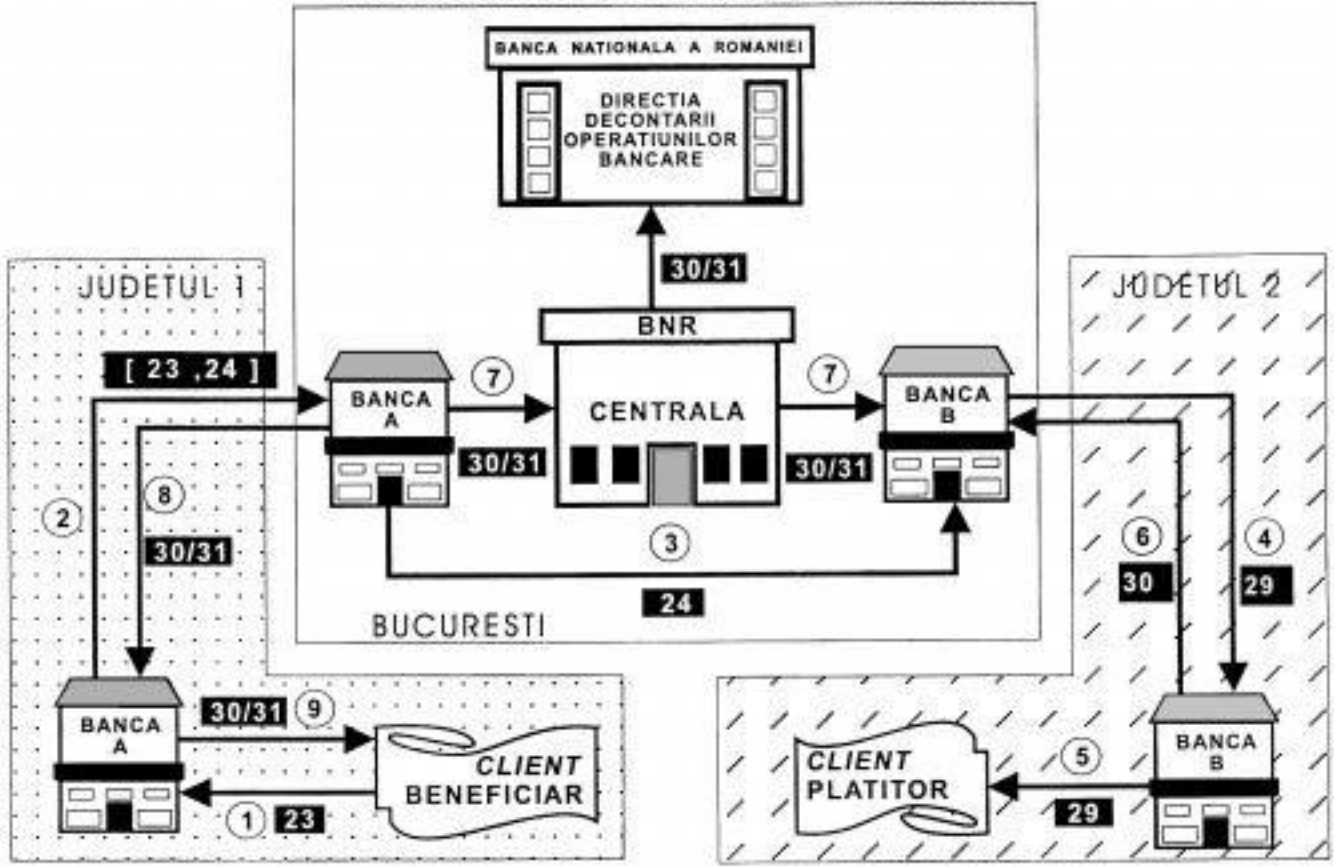 BANCA NATIONALA A ROMANIEI
DIRECTIA
DECONTARII
OPERATIUNILOR
BANCARE
30/31
JUDETUL 1
JUDETUL 2
BNR
CENTRALA
[ 23 ,24 ]
BANCA
A
7
30/31
7
30/31
BANCA
B
2
8
30/31
3
24
6
30
4
29
BUCURESTI
BANCA
A
30/31 9
CLIENT
BENEFICIAR
1 23
CLIENT
PLATITOR
5
29
BANCA
B